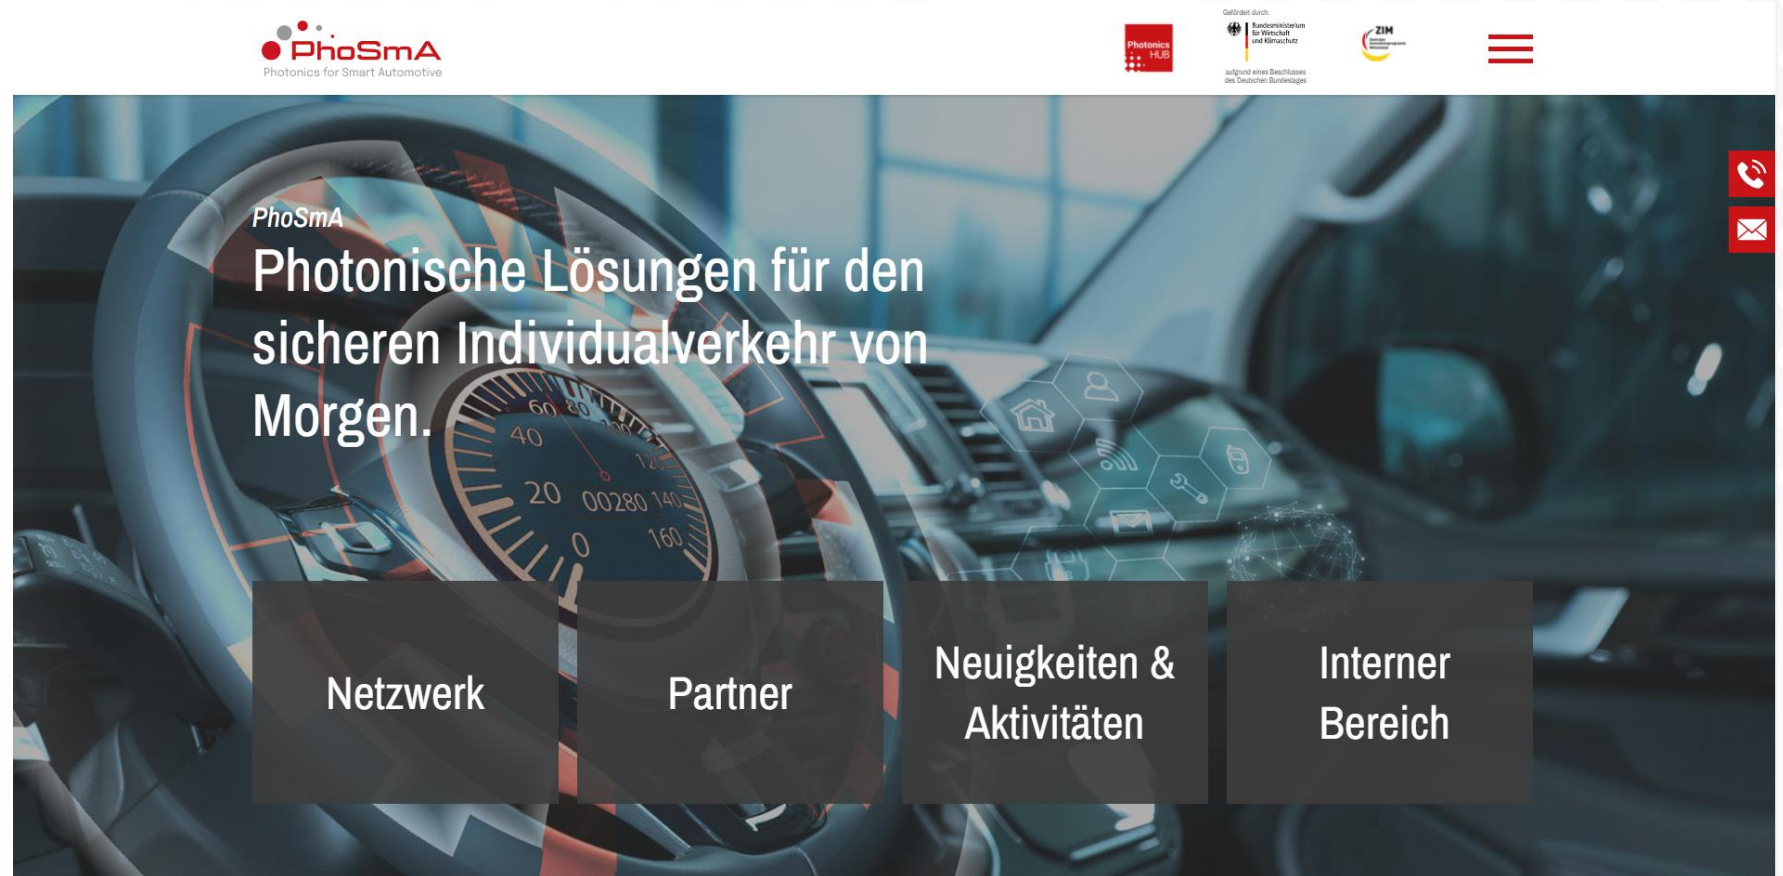 PhoSmA
Photonics for Smart Automotive
Photonics
HUB
Gefördert durch:
Bundesministerium
für Wirtschaft
und Klimaschutz
aufgrund eines Beschlusses
des Deutschen Bundestages
ZIM
PhoSmA
Photonische Lösungen für den
sicheren Individualverkehr von
Morgen.
60 80
40
120
20 00280 140
0 160
Netzwerk
Partner
Neuigkeiten &
Aktivitäten
Interner
Bereich